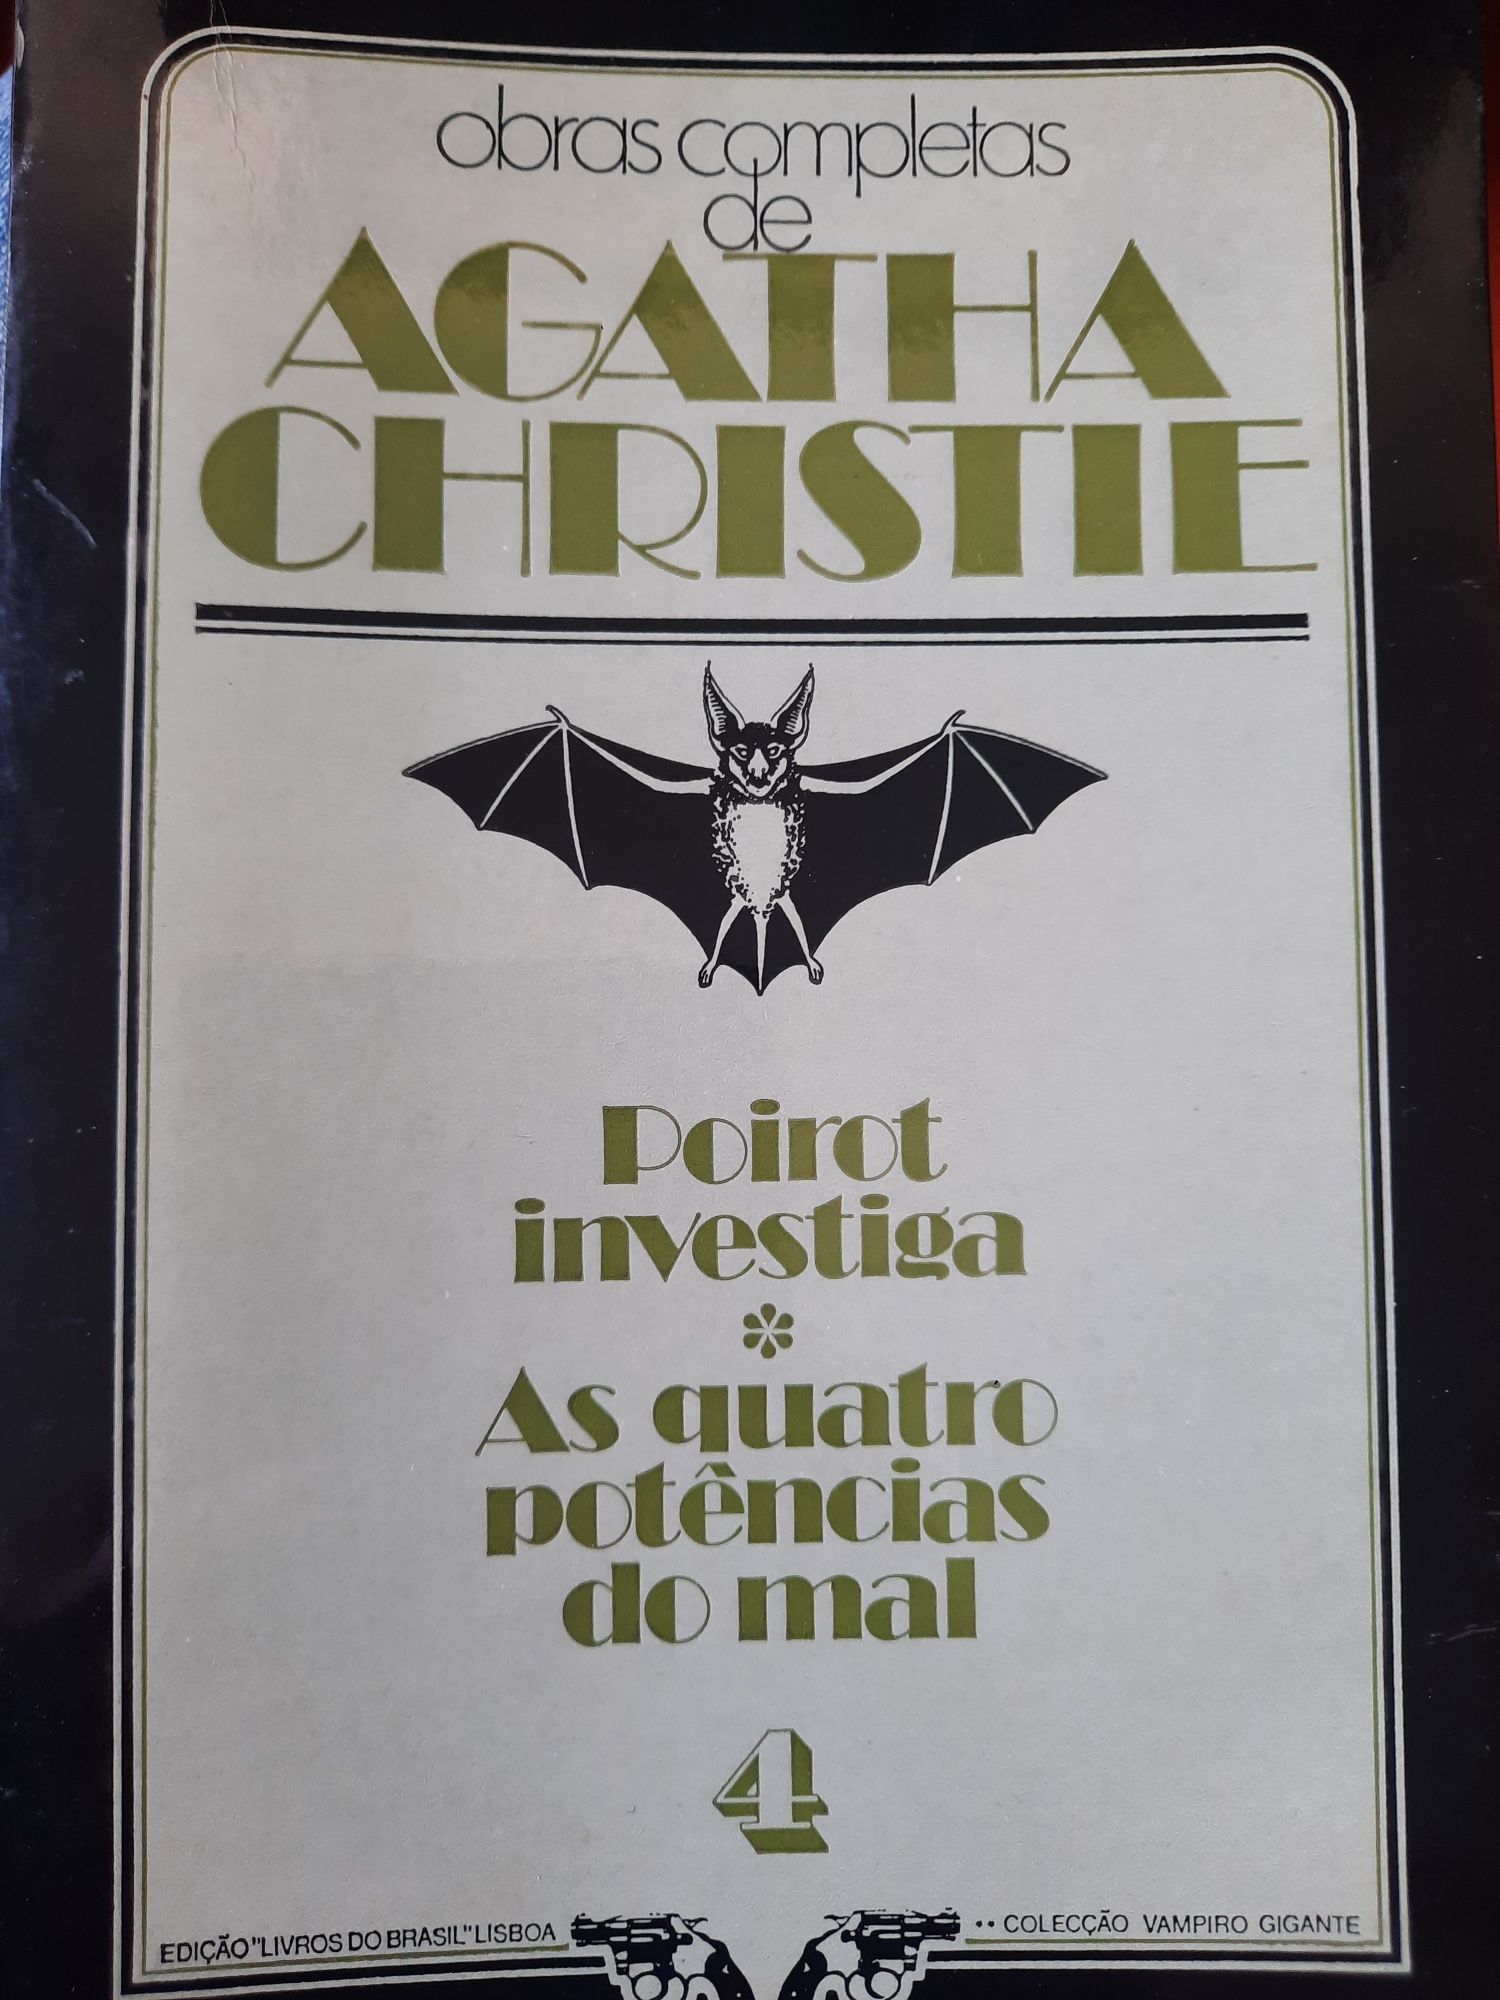 obras completas
de
AGATHA
CHRISTIE
Poirot
investiga
*
As quatro
potências
do mal
4
EDIÇÃO "LIVROS DO BRASIL" LISBOA
•• COLECÇÃO VAMPIRO GIGANTE